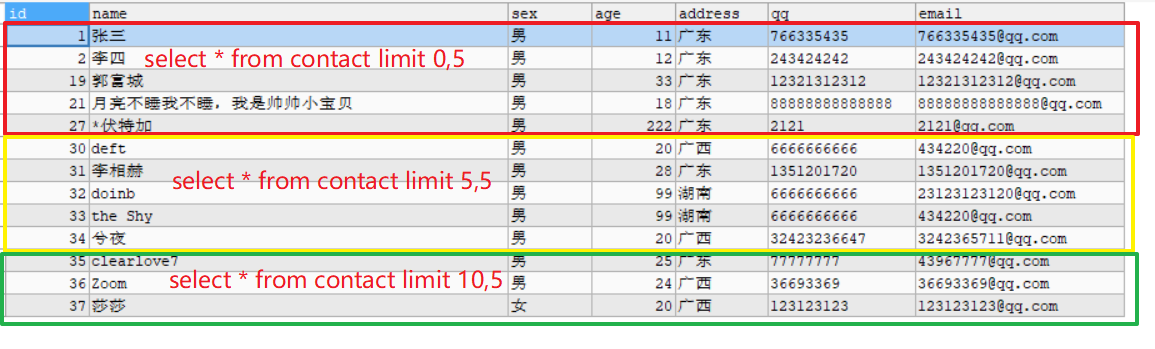 id name sex age address qq email
1 张三 男 11 广东 766335435 766335435@qq.com
select * from contact limit 0,5
2 李四 男 12 广东 243424242 243424242@qq.com
19 郭富城 男 33 广东 12321312312 12321312312@qq.com
21 月亮不睡我不睡，我是帅帅小宝贝 男 18 广东 88888888888888 88888888888888@qq.com
27 *伏特加 男 222 广东 2121 2121@qq.com
30 deft 男 20 广西 6666666666 434220@qq.com
31 李相赫 男 28 广东 1351201720 1351201720@qq.com
select * from contact limit 5,5
32 doinb 男 99 湖南 6666666666 23123123120@qq.com
33 the Shy 男 99 湖南 6666666666 434220@qq.com
34 兮夜 男 20 广西 32423236647 3242365711@qq.com
35 clearlove7 男 25 广东 77777777 43967777@qq.com
36 Zoom 男 24 广西 36693369 36693369@qq.com
select * from contact limit 10,5
37 莎莎 女 20 广西 123123123 123123123@qq.com